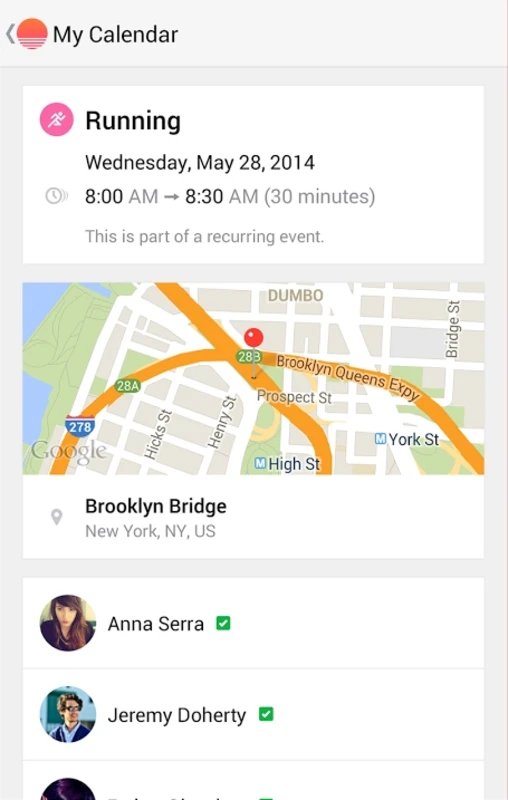 My Calendar
Running
Wednesday, May 28, 2014
8:00 AM → 8:30 AM (30 minutes)
This is part of a recurring event.
DUMBO
Bridge St
28B
Brooklyn Queens Expy
28A
Prospect St
278
Hicks St
Henry St
M York St
Google
M High St
Brooklyn Bridge
New York, NY, US
Anna Serra
Jeremy Doherty